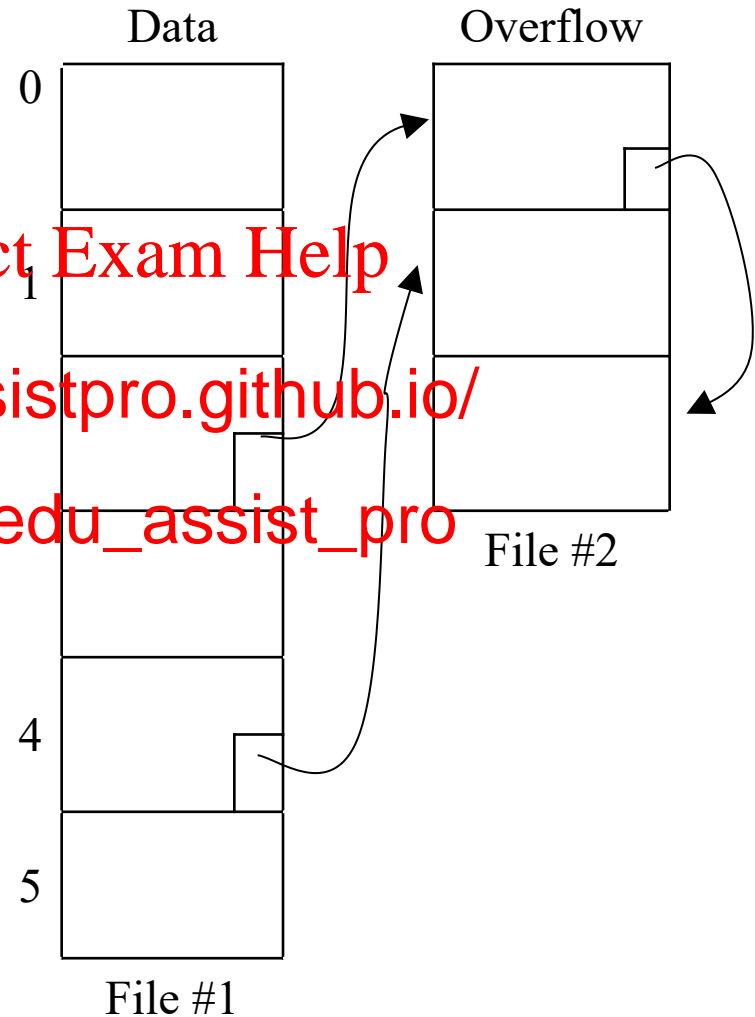 Data
Overflow
0
ct Exam Help
1
sistpro.github.io/
edu_assist_pro
File #2
4
5
File #1